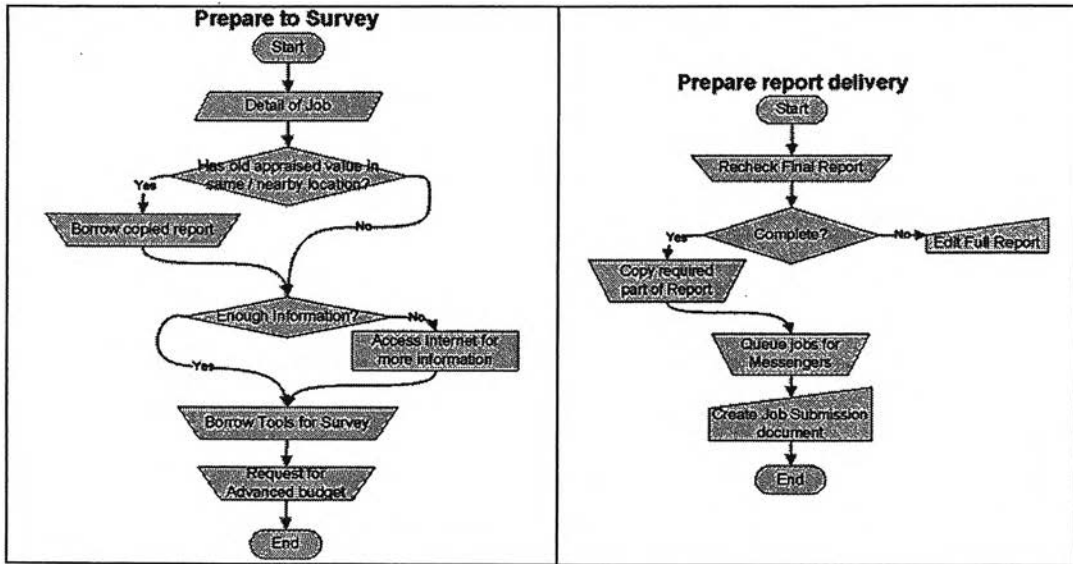 Prepare to Survey
Start
Detail of Job
Has old appraised value in
same / nearby location?
Yes
No
Borrow copied report
Enough Information?
No
Access Internet for
more information
Yes
Borrow Tools for Survey
Request for
Advanced budget
End
Prepare report delivery
Start
Recheck Final Report
Complete?
Yes
No
Edit Full Report
Copy required
part of Report
Queue jobs for
Messengers
Create Job Submission
document
End